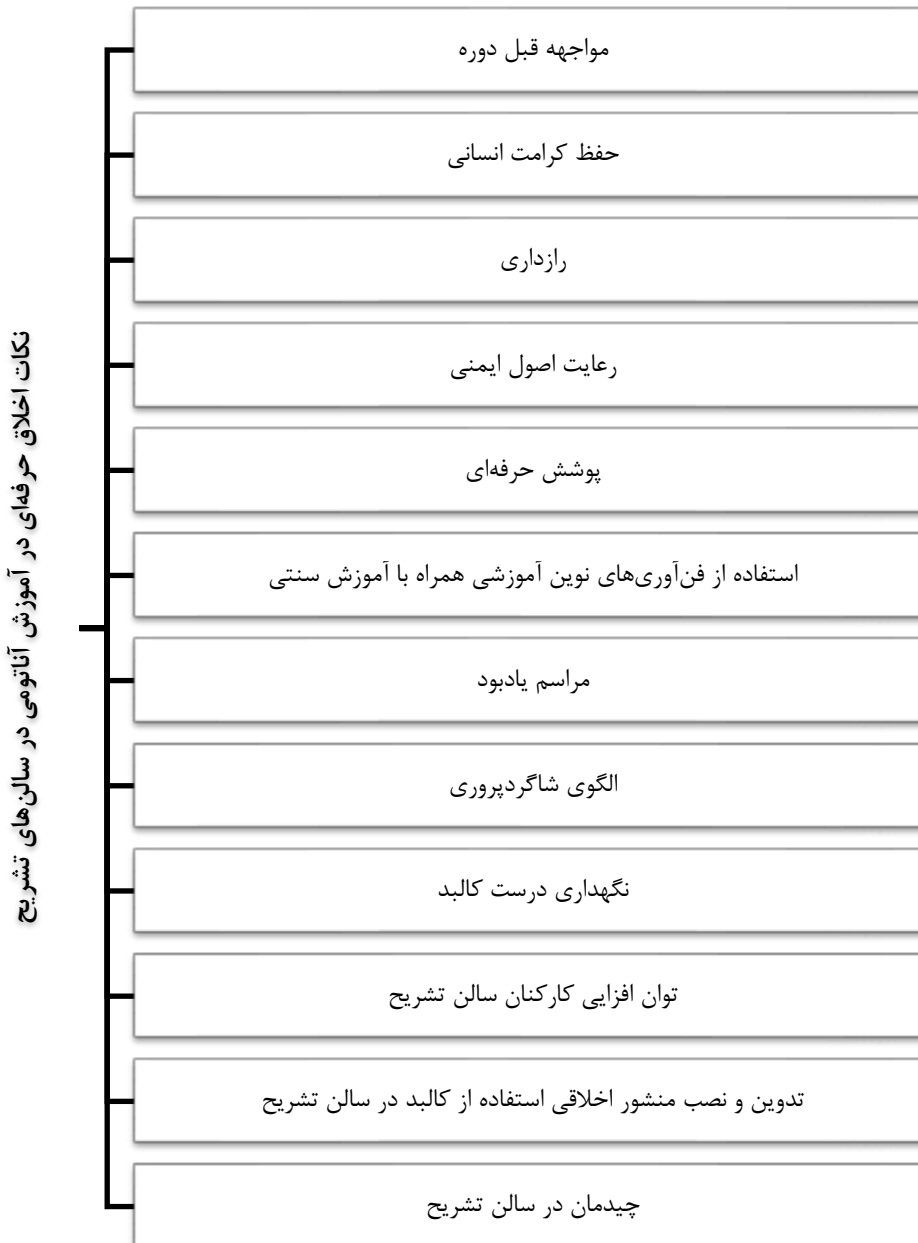 نکات اخلاق حرفه‌ای در آموزش آناتومی در سالن‌های تشریح
مواجهه قبل دوره
حفظ کرامت انسانی
رازداری
رعایت اصول ایمنی
پوشش حرفه‌ای
استفاده از فن‌آوری‌های نوین آموزشی همراه با آموزش سنتی
مراسم یادبود
الگوی شاگردپروری
نگهداری درست کالبد
توان افزایی کارکنان سالن تشریح
تدوین و نصب منشور اخلاقی استفاده از کالبد در سالن تشریح
چیدمان در سالن تشریح